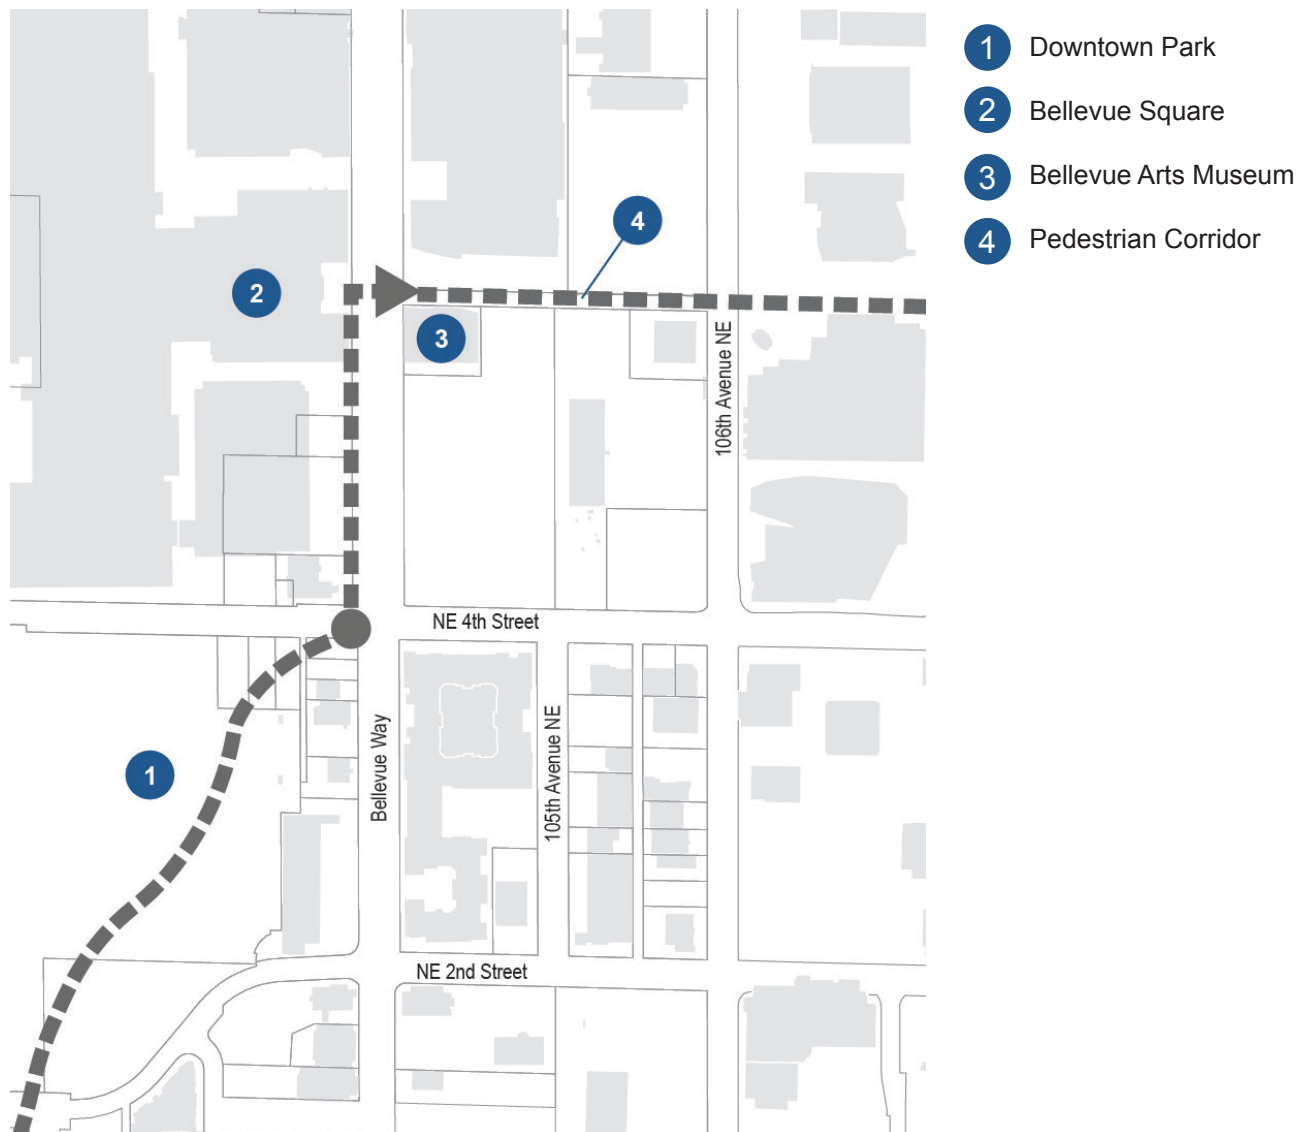 1 Downtown Park
2 Bellevue Square
3 Bellevue Arts Museum
4 Pedestrian Corridor
4
2
3
106th Avenue NE
NE 4th Street
Bellevue Way
105th Avenue NE
1
NE 2nd Street